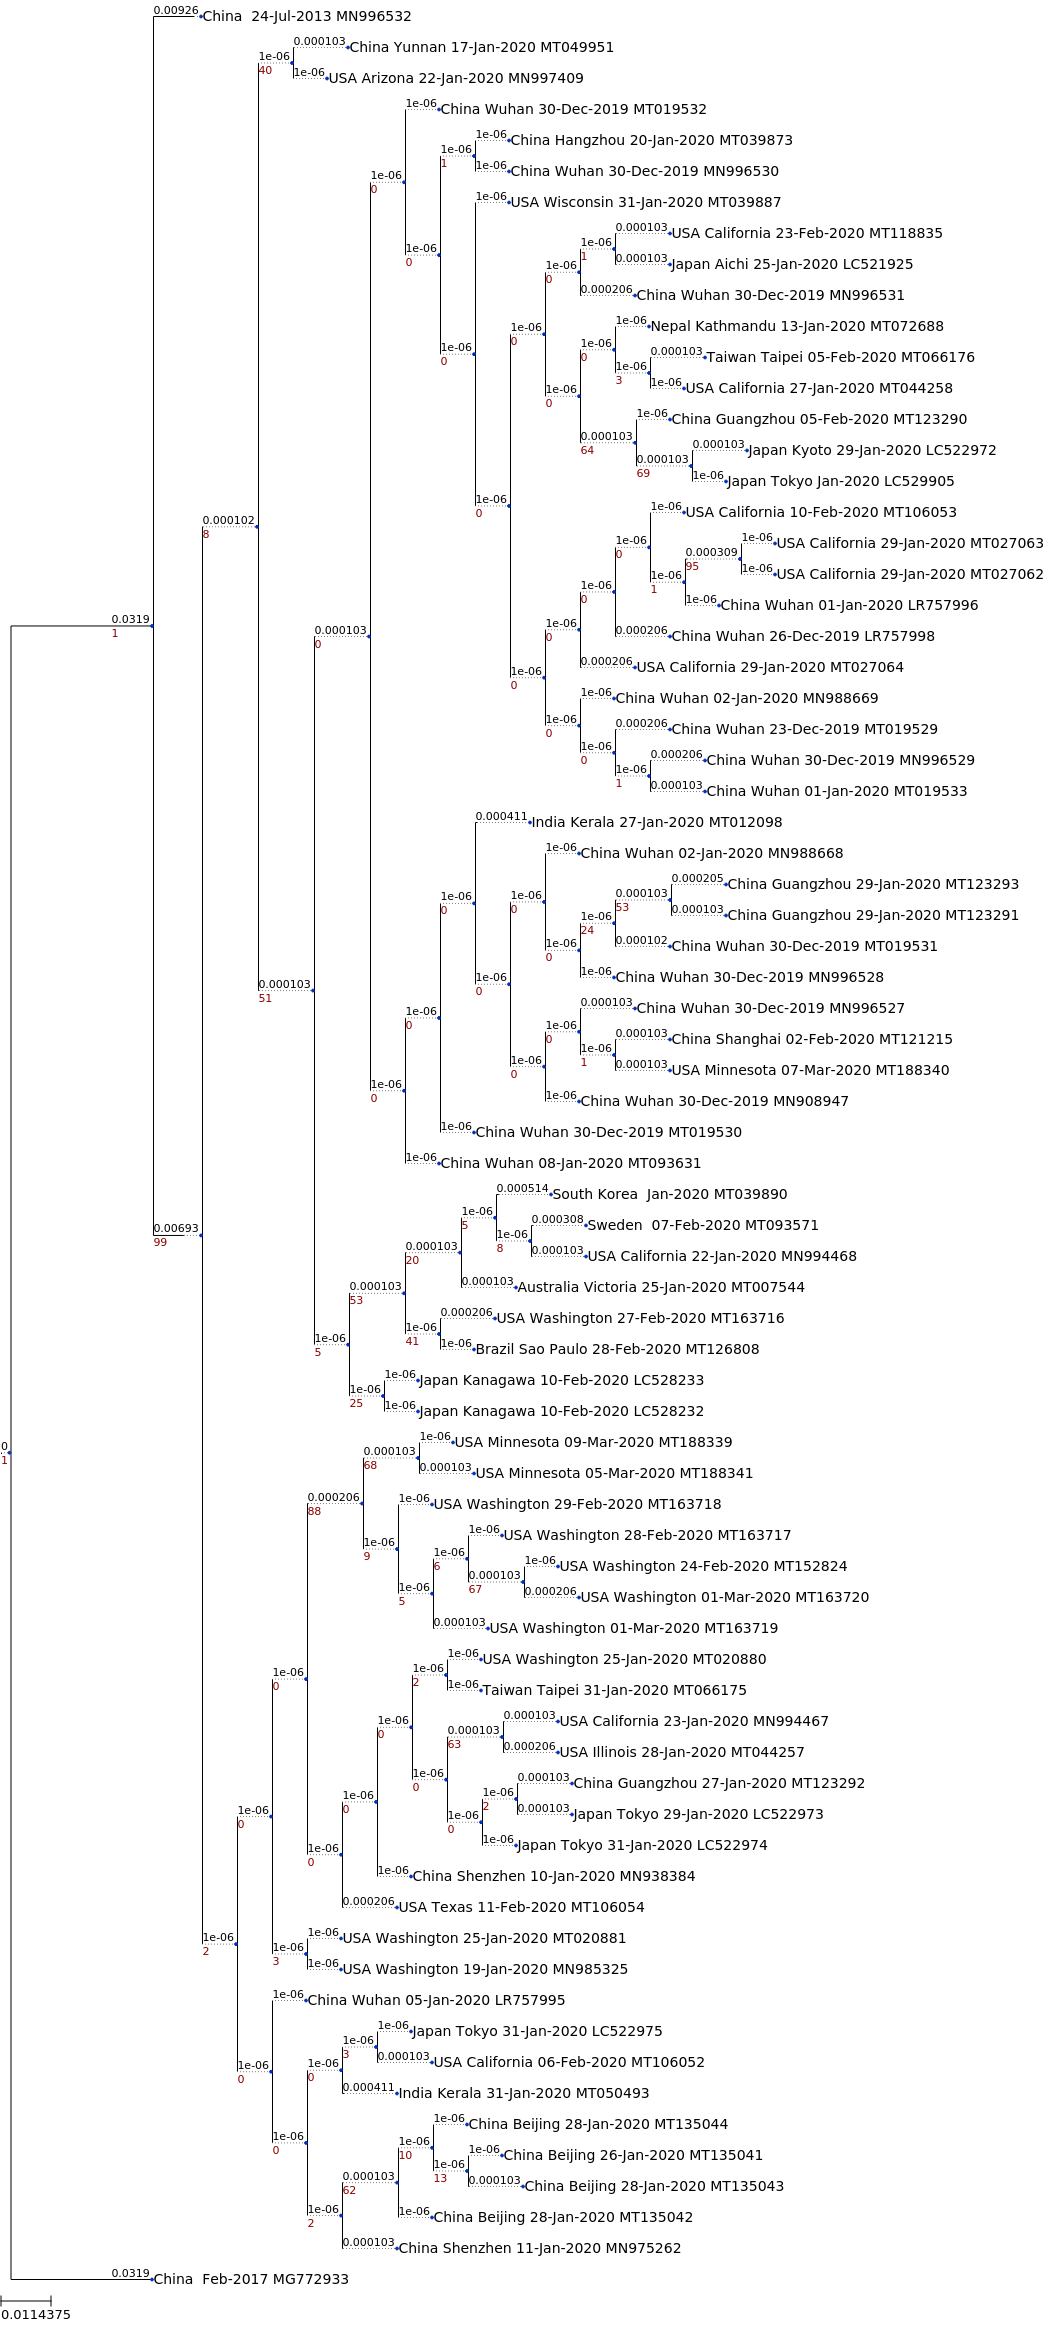 0.00926 China  24-Jul-2013 MN996532
0.000103 China Yunnan 17-Jan-2020 MT049951
1e-06
40
1e-06 USA Arizona 22-Jan-2020 MN997409
1e-06 China Wuhan 30-Dec-2019 MT019532
1e-06 China Hangzhou 20-Jan-2020 MT039873
1e-06
1
1e-06 China Wuhan 30-Dec-2019 MN996530
1e-06
0
1e-06 USA Wisconsin 31-Jan-2020 MT039887
0.000103 USA California 23-Feb-2020 MT118835
1e-06
1
1e-06
0
0.000103 Japan Aichi 25-Jan-2020 LC521925
1e-06
0
0.000206 China Wuhan 30-Dec-2019 MN996531
1e-06 Nepal Kathmandu 13-Jan-2020 MT072688
1e-06
0
1e-06
0
0.000103 Taiwan Taipei 05-Feb-2020 MT066176
1e-06
0
1e-06
3
1e-06 USA California 27-Jan-2020 MT044258
1e-06
0
1e-06 China Guangzhou 05-Feb-2020 MT123290
0.000103
64
0.000103 Japan Kyoto 29-Jan-2020 LC522972
0.000103
69
1e-06 Japan Tokyo Jan-2020 LC529905
1e-06
0
1e-06 USA California 10-Feb-2020 MT106053
0.000102
8
1e-06 USA California 29-Jan-2020 MT027063
1e-06
0
0.000309
95
1e-06 USA California 29-Jan-2020 MT027062
1e-06
1
1e-06
0
1e-06 China Wuhan 01-Jan-2020 LR757996
0.0319
1
1e-06
0
0.000103
0
0.000206 China Wuhan 26-Dec-2019 LR757998
0.000206 USA California 29-Jan-2020 MT027064
1e-06
0
1e-06 China Wuhan 02-Jan-2020 MN988669
1e-06
0
0.000206 China Wuhan 23-Dec-2019 MT019529
1e-06
0
0.000206 China Wuhan 30-Dec-2019 MN996529
1e-06
1
0.000103 China Wuhan 01-Jan-2020 MT019533
0.000411 India Kerala 27-Jan-2020 MT012098
1e-06 China Wuhan 02-Jan-2020 MN988668
0.000205 China Guangzhou 29-Jan-2020 MT123293
1e-06
0
1e-06
0
0.000103
53
0.000103 China Guangzhou 29-Jan-2020 MT123291
1e-06
24
0.000102 China Wuhan 30-Dec-2019 MT019531
1e-06
0
1e-06 China Wuhan 30-Dec-2019 MN996528
1e-06
0
0.000103
51
0.000103 China Wuhan 30-Dec-2019 MN996527
1e-06
0
1e-06
0
0.000103 China Shanghai 02-Feb-2020 MT121215
1e-06
1
1e-06
0
0.000103 USA Minnesota 07-Mar-2020 MT188340
1e-06
0
1e-06 China Wuhan 30-Dec-2019 MN908947
1e-06 China Wuhan 30-Dec-2019 MT019530
1e-06 China Wuhan 08-Jan-2020 MT093631
0.000514 South Korea  Jan-2020 MT039890
1e-06
5
0.000308 Sweden  07-Feb-2020 MT093571
0.00693
99
1e-06
8
0.000103
20
0.000103 USA California 22-Jan-2020 MN994468
0.000103 Australia Victoria 25-Jan-2020 MT007544
0.000103
53
0.000206 USA Washington 27-Feb-2020 MT163716
1e-06
41
1e-06
5
1e-06 Brazil Sao Paulo 28-Feb-2020 MT126808
1e-06 Japan Kanagawa 10-Feb-2020 LC528233
1e-06
25
1e-06 Japan Kanagawa 10-Feb-2020 LC528232
1e-06 USA Minnesota 09-Mar-2020 MT188339
0
1
0.000103
68
0.000103 USA Minnesota 05-Mar-2020 MT188341
0.000206
88
1e-06 USA Washington 29-Feb-2020 MT163718
1e-06 USA Washington 28-Feb-2020 MT163717
1e-06
9
1e-06
6
1e-06 USA Washington 24-Feb-2020 MT152824
0.000103
67
1e-06
5
0.000206 USA Washington 01-Mar-2020 MT163720
0.000103 USA Washington 01-Mar-2020 MT163719
1e-06 USA Washington 25-Jan-2020 MT020880
1e-06
0
1e-06
2
1e-06 Taiwan Taipei 31-Jan-2020 MT066175
1e-06
0
0.000103 USA California 23-Jan-2020 MN994467
0.000103
63
0.000206 USA Illinois 28-Jan-2020 MT044257
1e-06
0
0.000103 China Guangzhou 27-Jan-2020 MT123292
1e-06
2
1e-06
0
0.000103 Japan Tokyo 29-Jan-2020 LC522973
1e-06
0
1e-06
0
1e-06 Japan Tokyo 31-Jan-2020 LC522974
1e-06
0
1e-06 China Shenzhen 10-Jan-2020 MN938384
0.000206 USA Texas 11-Feb-2020 MT106054
1e-06
2
1e-06 USA Washington 25-Jan-2020 MT020881
1e-06
3
1e-06 USA Washington 19-Jan-2020 MN985325
1e-06 China Wuhan 05-Jan-2020 LR757995
1e-06 Japan Tokyo 31-Jan-2020 LC522975
1e-06
3
0.000103 USA California 06-Feb-2020 MT106052
1e-06
0
1e-06
0
0.000411 India Kerala 31-Jan-2020 MT050493
1e-06 China Beijing 28-Jan-2020 MT135044
1e-06
0
1e-06
10
1e-06 China Beijing 26-Jan-2020 MT135041
1e-06
13
0.000103
62
0.000103 China Beijing 28-Jan-2020 MT135043
1e-06
2
1e-06 China Beijing 28-Jan-2020 MT135042
0.000103 China Shenzhen 11-Jan-2020 MN975262
0.0319 China  Feb-2017 MG772933
0.0114375